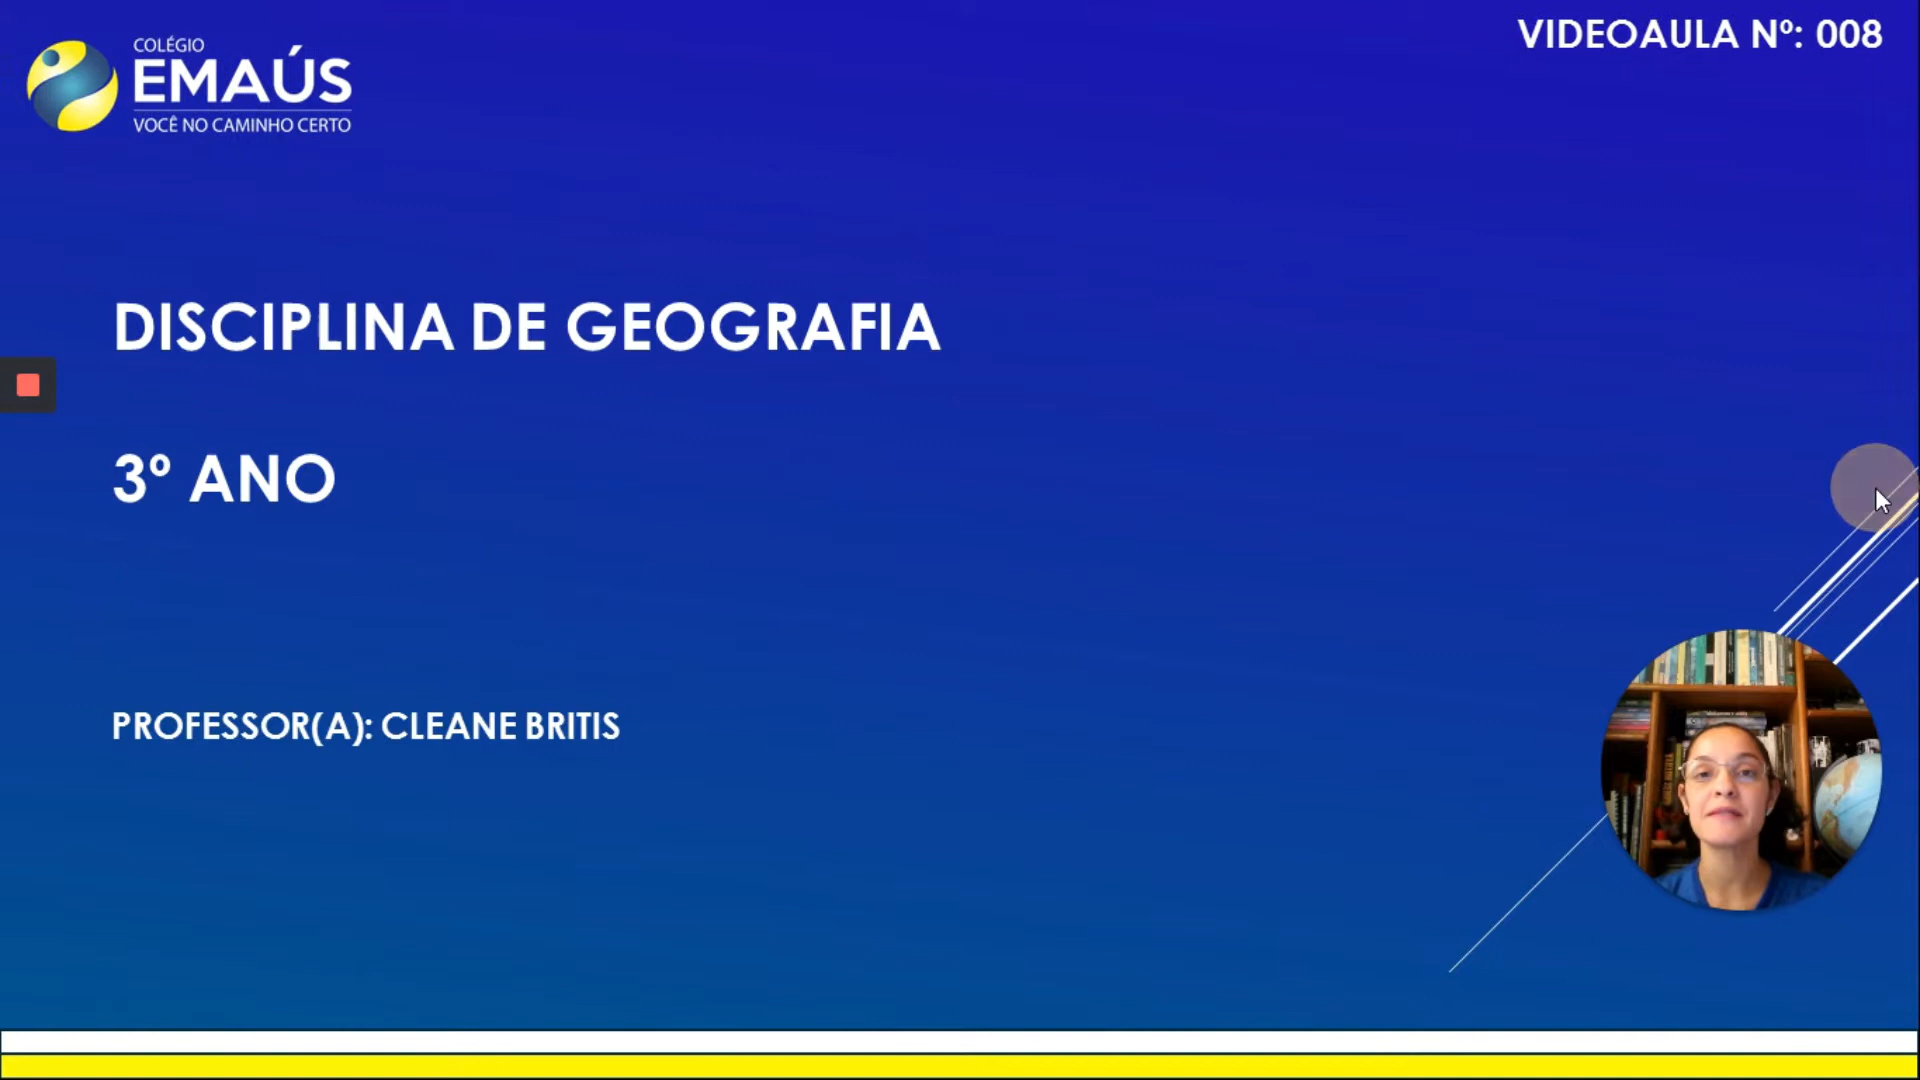 COLÉGIO
EMAÚS
VOCÊ NO CAMINHO CERTO
VIDEOAULA Nº: 008
DISCIPLINA DE GEOGRAFIA
3º ANO
PROFESSOR(A): CLEANE BRITIS